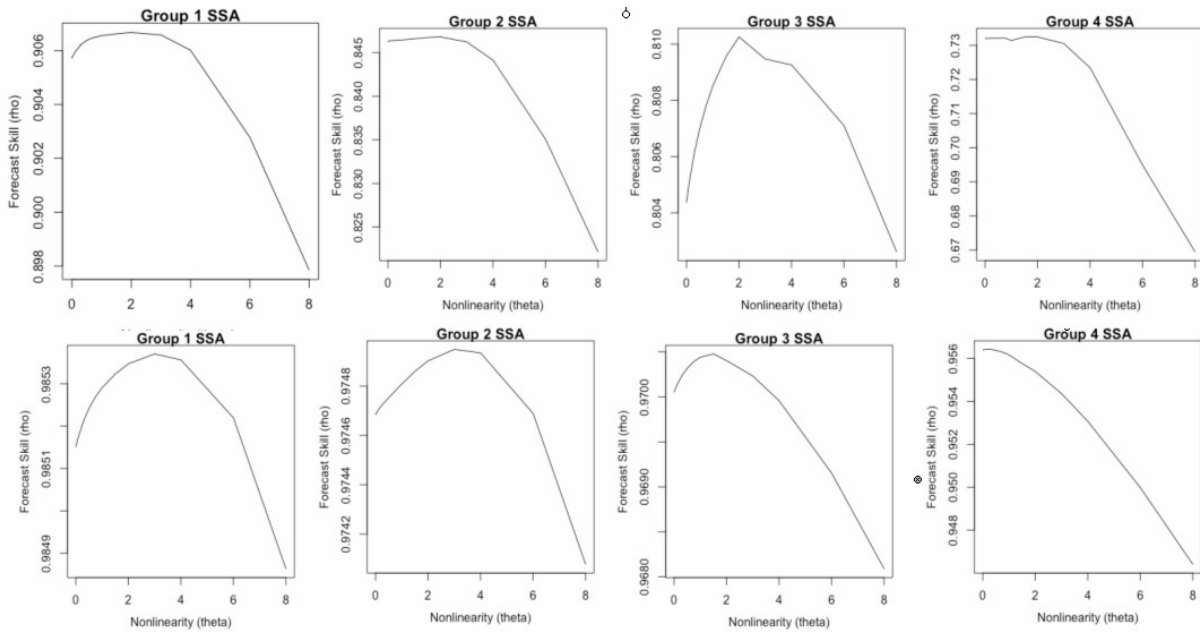 Group 1 SSA
Forecast Skill (rho)
0.906
0.904
0.902
0.900
0.898
0 2 4 6 8
Group 2 SSA
Forecast Skill (rho)
0.845
0.840
0.835
0.830
0.825
0 2 4 6 8
Nonlinearity (theta)
Group 3 SSA
Forecast Skill (rho)
0.810
0.808
0.806
0.804
0 2 4 6 8
Nonlinearity (theta)
Group 4 SSA
Forecast Skill (rho)
0.73
0.72
0.71
0.70
0.69
0.68
0.67
0 2 4 6 8
Nonlinearity (theta)
Group 1 SSA
Forecast Skill (rho)
0.9853
0.9851
0.9849
0 2 4 6 8
Nonlinearity (theta)
Group 2 SSA
Forecast Skill (rho)
0.9748
0.9746
0.9744
0.9742
0 2 4 6 8
Nonlinearity (theta)
Group 3 SSA
Forecast Skill (rho)
0.9700
0.9690
0.9680
0 2 4 6 8
Nonlinearity (theta)
Group 4 SSA
Forecast Skill (rho)
0.956
0.954
0.952
0.950
0.948
0 2 4 6 8
Nonlinearity (theta)